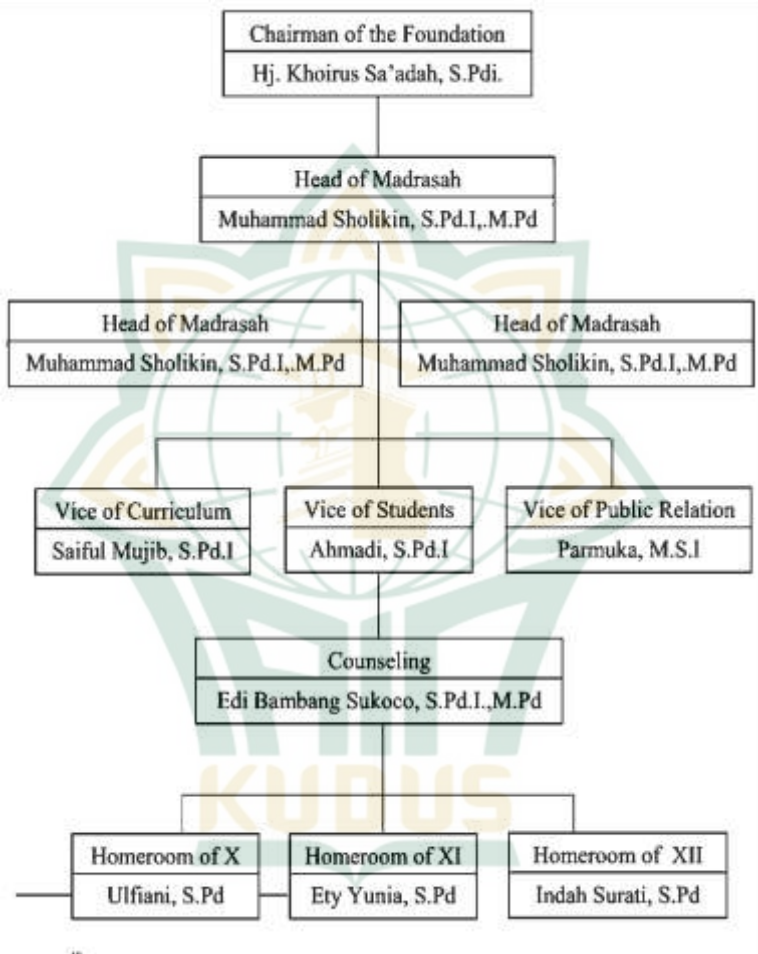 Chairman of the Foundation
Hj. Khoirus Sa'adah, S.Pdi.
Head of Madrasah
Muhammad Sholikin, S.Pd.I,.M.Pd
Head of Madrasah
Muhammad Sholikin, S.Pd.I,.M.Pd
Head of Madrasah
Muhammad Sholikin, S.Pd.I,.M.Pd
Vice of Curriculum
Saiful Mujib, S.Pd.I
Vice of Students
Ahmadi, S.Pd.I
Vice of Public Relation
Parmuka, M.S.I
Counseling
Edi Bambang Sukoco, S.Pd.I.,M.Pd
KUDUS
Homeroom of X
Ulfiani, S.Pd
Homeroom of XI
Ety Yunia, S.Pd
Homeroom of XII
Indah Surati, S.Pd